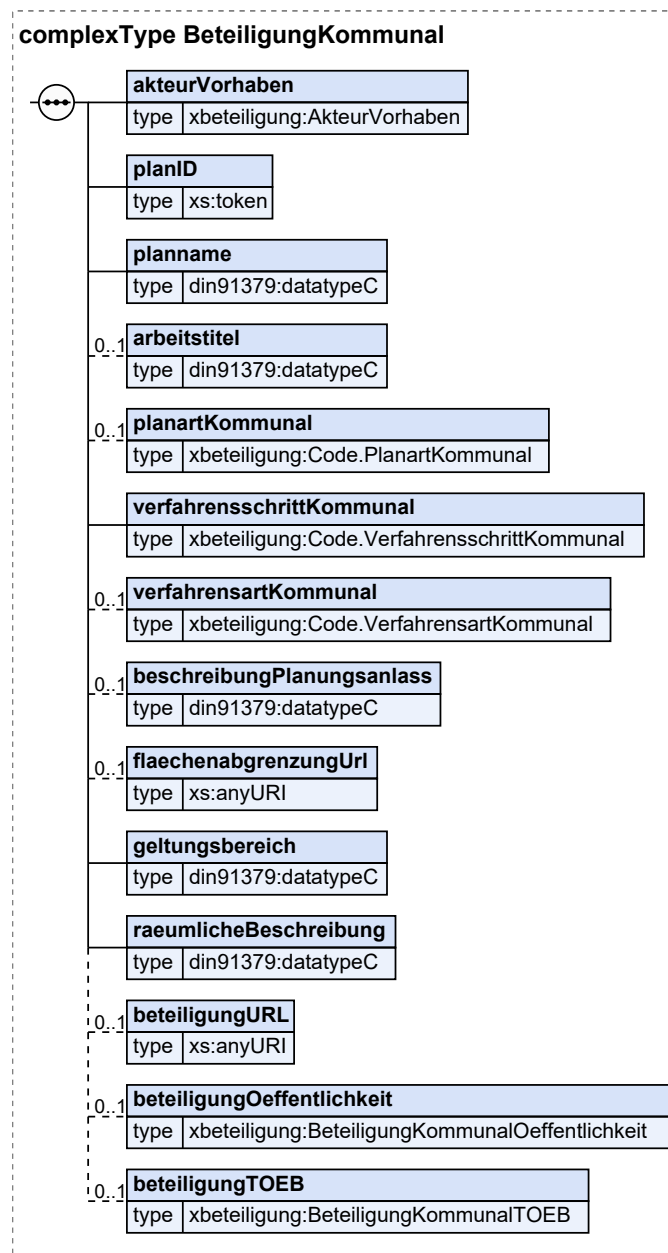 complexType BeteiligungKommunal
akteurVorhaben
type xbeteiligung:AkteurVorhaben
planID
type xs:token
planname
type din91379:datatypeC
0..1 arbeitstitel
type din91379:datatypeC
0..1 planartKommunal
type xbeteiligung:Code.PlanartKommunal
verfahrensschrittKommunal
type xbeteiligung:Code.VerfahrensschrittKommunal
0..1 verfahrensartKommunal
type xbeteiligung:Code.VerfahrensartKommunal
0..1 beschreibungPlanungsanlass
type din91379:datatypeC
0..1 flaechenabgrenzungUrl
type xs:anyURI
geltungsbereich
type din91379:datatypeC
raeumlicheBeschreibung
type din91379:datatypeC
0..1 beteiligungURL
type xs:anyURI
0..1 beteiligungOeffentlichkeit
type xbeteiligung:BeteiligungKommunalOeffentlichkeit
0..1 beteiligungTOEB
type xbeteiligung:BeteiligungKommunalTOEB